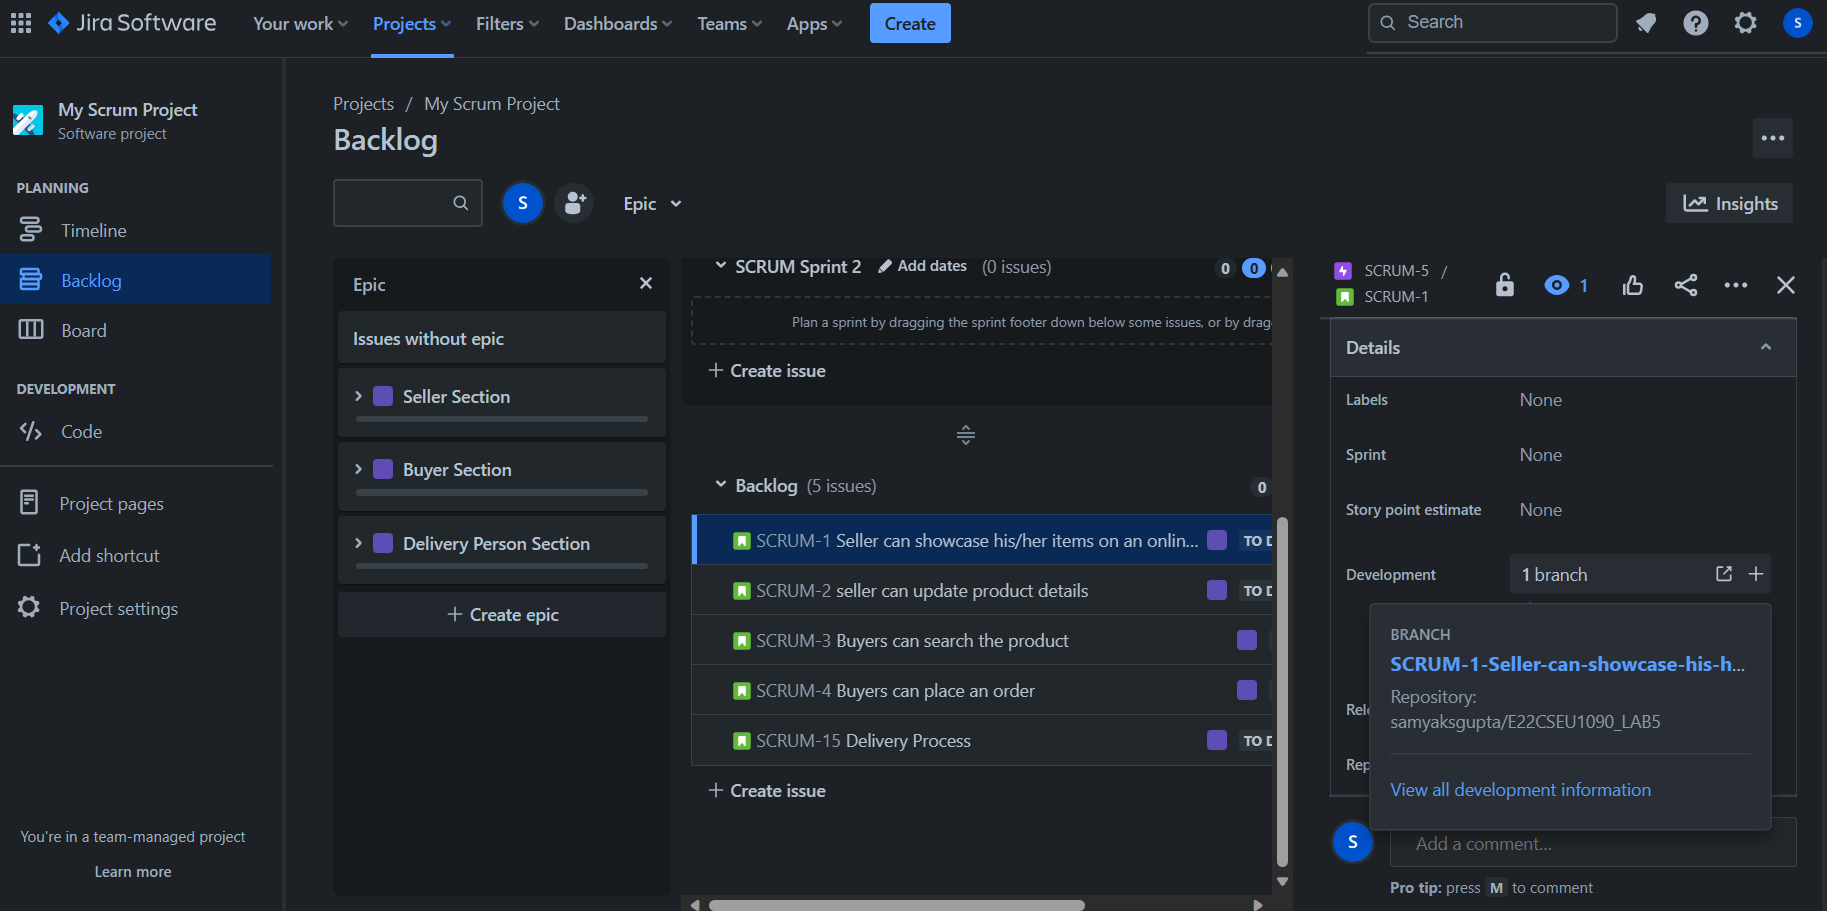 Jira Software
Your work
Projects
Filters
Dashboards
Teams
Apps
Create
Search
S
My Scrum Project
Software project
PLANNING
Timeline
Backlog
Board
DEVELOPMENT
Code
Project pages
Add shortcut
Project settings
You're in a team-managed project
Learn more
Projects / My Scrum Project
Backlog
S
Epic
Insights
Epic
Issues without epic
Seller Section
Buyer Section
Delivery Person Section
+ Create epic
SCRUM Sprint 2 Add dates (0 issues) 0 0
Plan a sprint by dragging the sprint footer down below some issues, or by drag
+ Create issue
Backlog (5 issues) 0
SCRUM-1 Seller can showcase his/her items on an onlin... TO D
SCRUM-2 seller can update product details TO D
SCRUM-3 Buyers can search the product
SCRUM-4 Buyers can place an order
SCRUM-15 Delivery Process TO D
+ Create issue
SCRUM-5 /
SCRUM-1
1
Details
Labels None
Sprint None
Story point estimate None
Development 1 branch
BRANCH
SCRUM-1-Seller-can-showcase-his-h...
Repository:
samyaksgupta/E22CSEU1090_LAB5
Rel
Rep
View all development information
S
Add a comment...
Pro tip: press M to comment